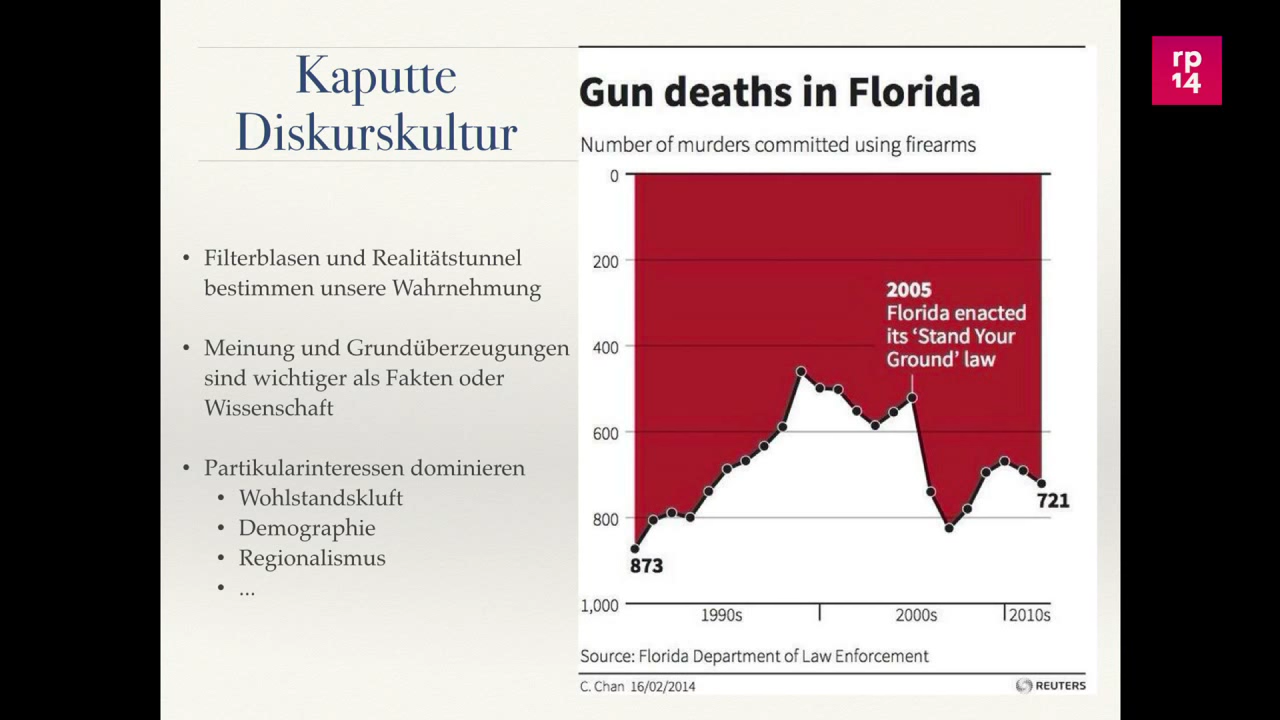 Kaputte
Diskurskultur
• Filterblasen und Realitätstunnel
bestimmen unsere Wahrnehmung
• Meinung und Grundüberzeugungen
sind wichtiger als Fakten oder
Wissenschaft
• Partikularinteressen dominieren
• Wohlstandskluft
• Demographie
• Regionalismus
• ...
Gun deaths in Florida
Number of murders committed using firearms
0
200
400
600
800
1,000
2005
Florida enacted
its ‘Stand Your
Ground’ law
873
721
1990s 2000s 2010s
Source: Florida Department of Law Enforcement
C. Chan 16/02/2014 REUTERS
rp
14